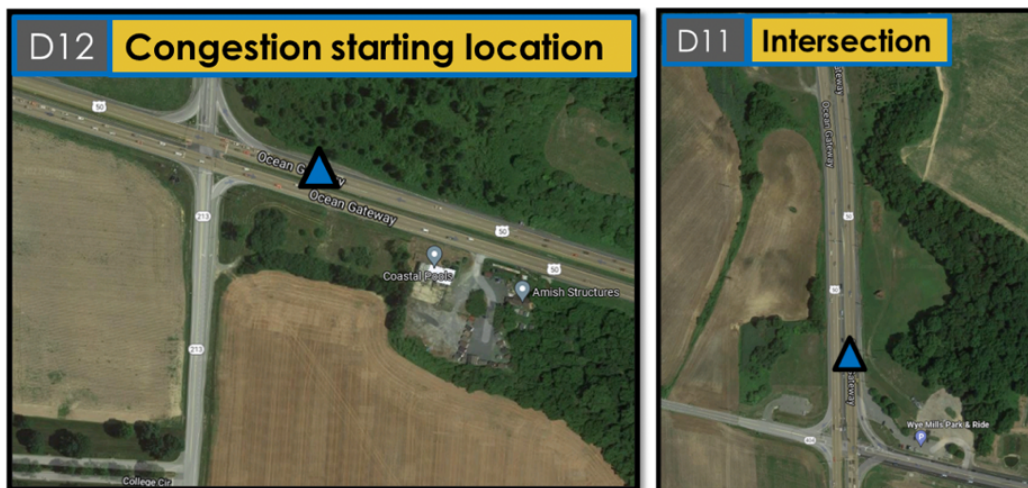 D12 Congestion starting location
50
Ocean Gateway
Ocean Gateway
213
50
50
Coastal Pools
Amish Structures
213
College Cir
D11 Intersection
Ocean Gateway
50
50
Wye Mills Park & Ride
P